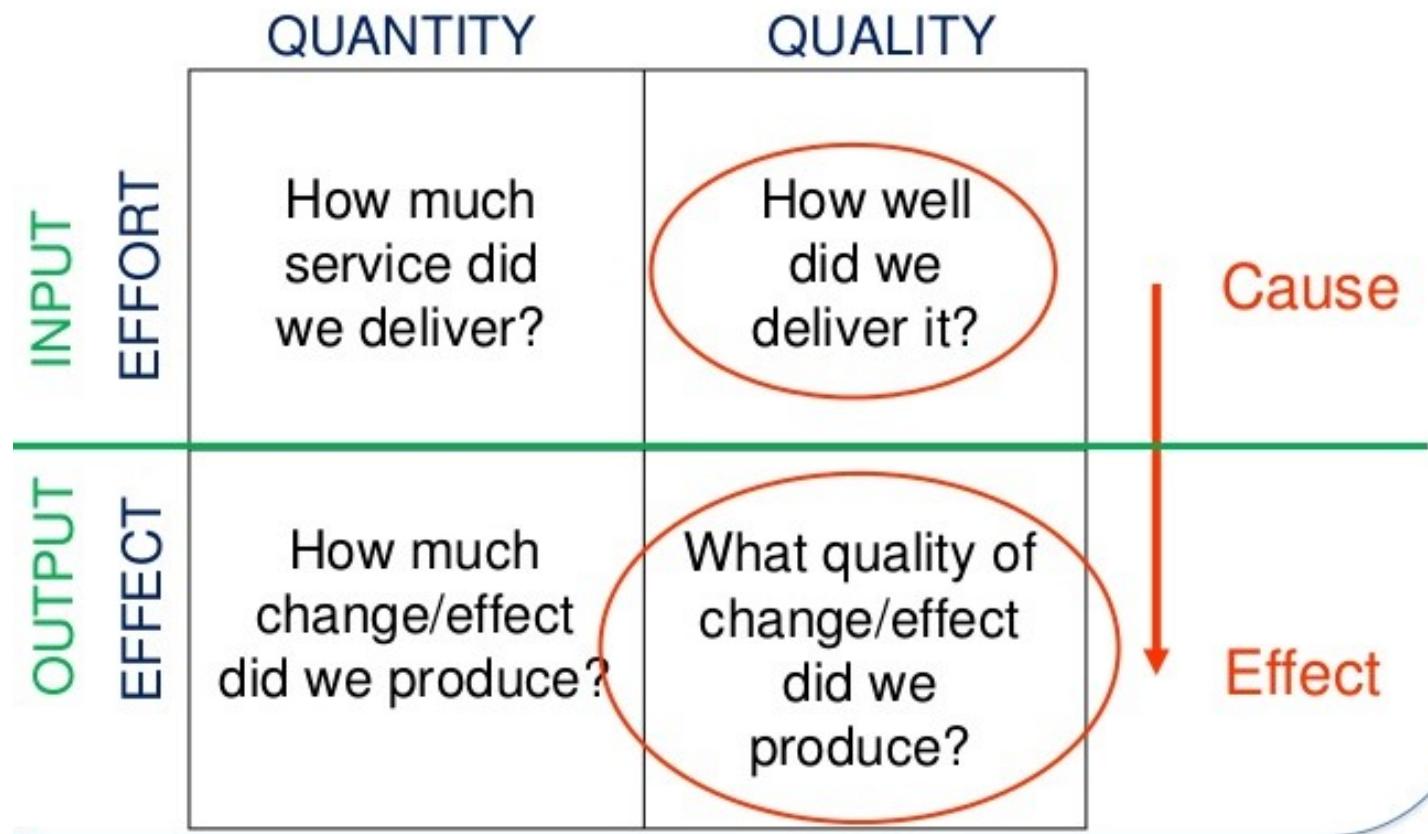 QUANTITY
QUALITY
INPUT
EFFORT
How much
service did
we deliver?
How well
did we
deliver it?
Cause
OUTPUT
EFFECT
How much
change/effect
did we produce?
What quality of
change/effect
did we
produce?
Effect